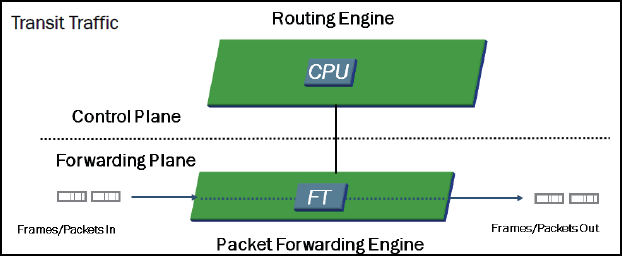 Transit Traffic
Routing Engine
CPU
Control Plane
Forwarding Plane
FT
Frames/Packets In
Frames/Packets Out
Packet Forwarding Engine